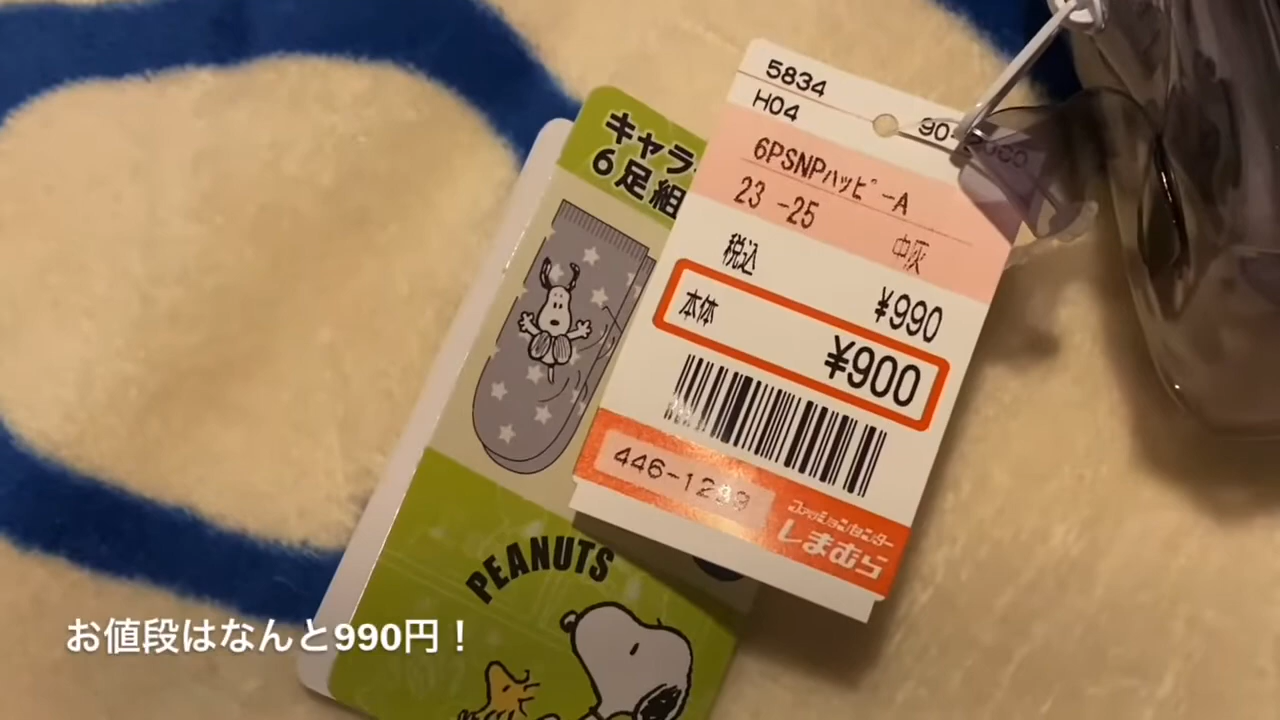 5834
H04
6PSNPハッピーA
23 -25
中灰
税込
¥990
本体
¥900
ファッションセンター
しまむら
キャラ
6足組
PEANUTS
お値段はなんと990円！